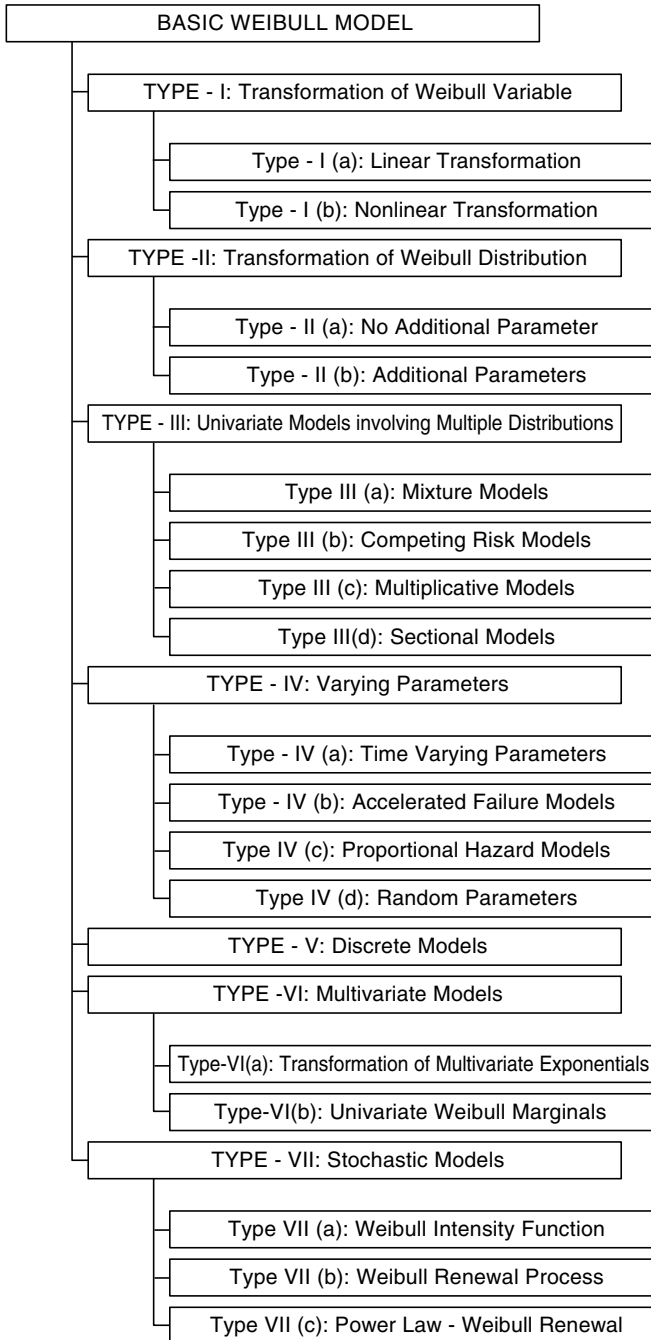 BASIC WEIBULL MODEL
TYPE - I: Transformation of Weibull Variable
Type - I (a): Linear Transformation
Type - I (b): Nonlinear Transformation
TYPE -II: Transformation of Weibull Distribution
Type - II (a): No Additional Parameter
Type - II (b): Additional Parameters
TYPE - III: Univariate Models involving Multiple Distributions
Type III (a): Mixture Models
Type III (b): Competing Risk Models
Type III (c): Multiplicative Models
Type III(d): Sectional Models
TYPE - IV: Varying Parameters
Type - IV (a): Time Varying Parameters
Type - IV (b): Accelerated Failure Models
Type IV (c): Proportional Hazard Models
Type IV (d): Random Parameters
TYPE - V: Discrete Models
TYPE -VI: Multivariate Models
Type-VI(a): Transformation of Multivariate Exponentials
Type-VI(b): Univariate Weibull Marginals
TYPE - VII: Stochastic Models
Type VII (a): Weibull Intensity Function
Type VII (b): Weibull Renewal Process
Type VII (c): Power Law - Weibull Renewal